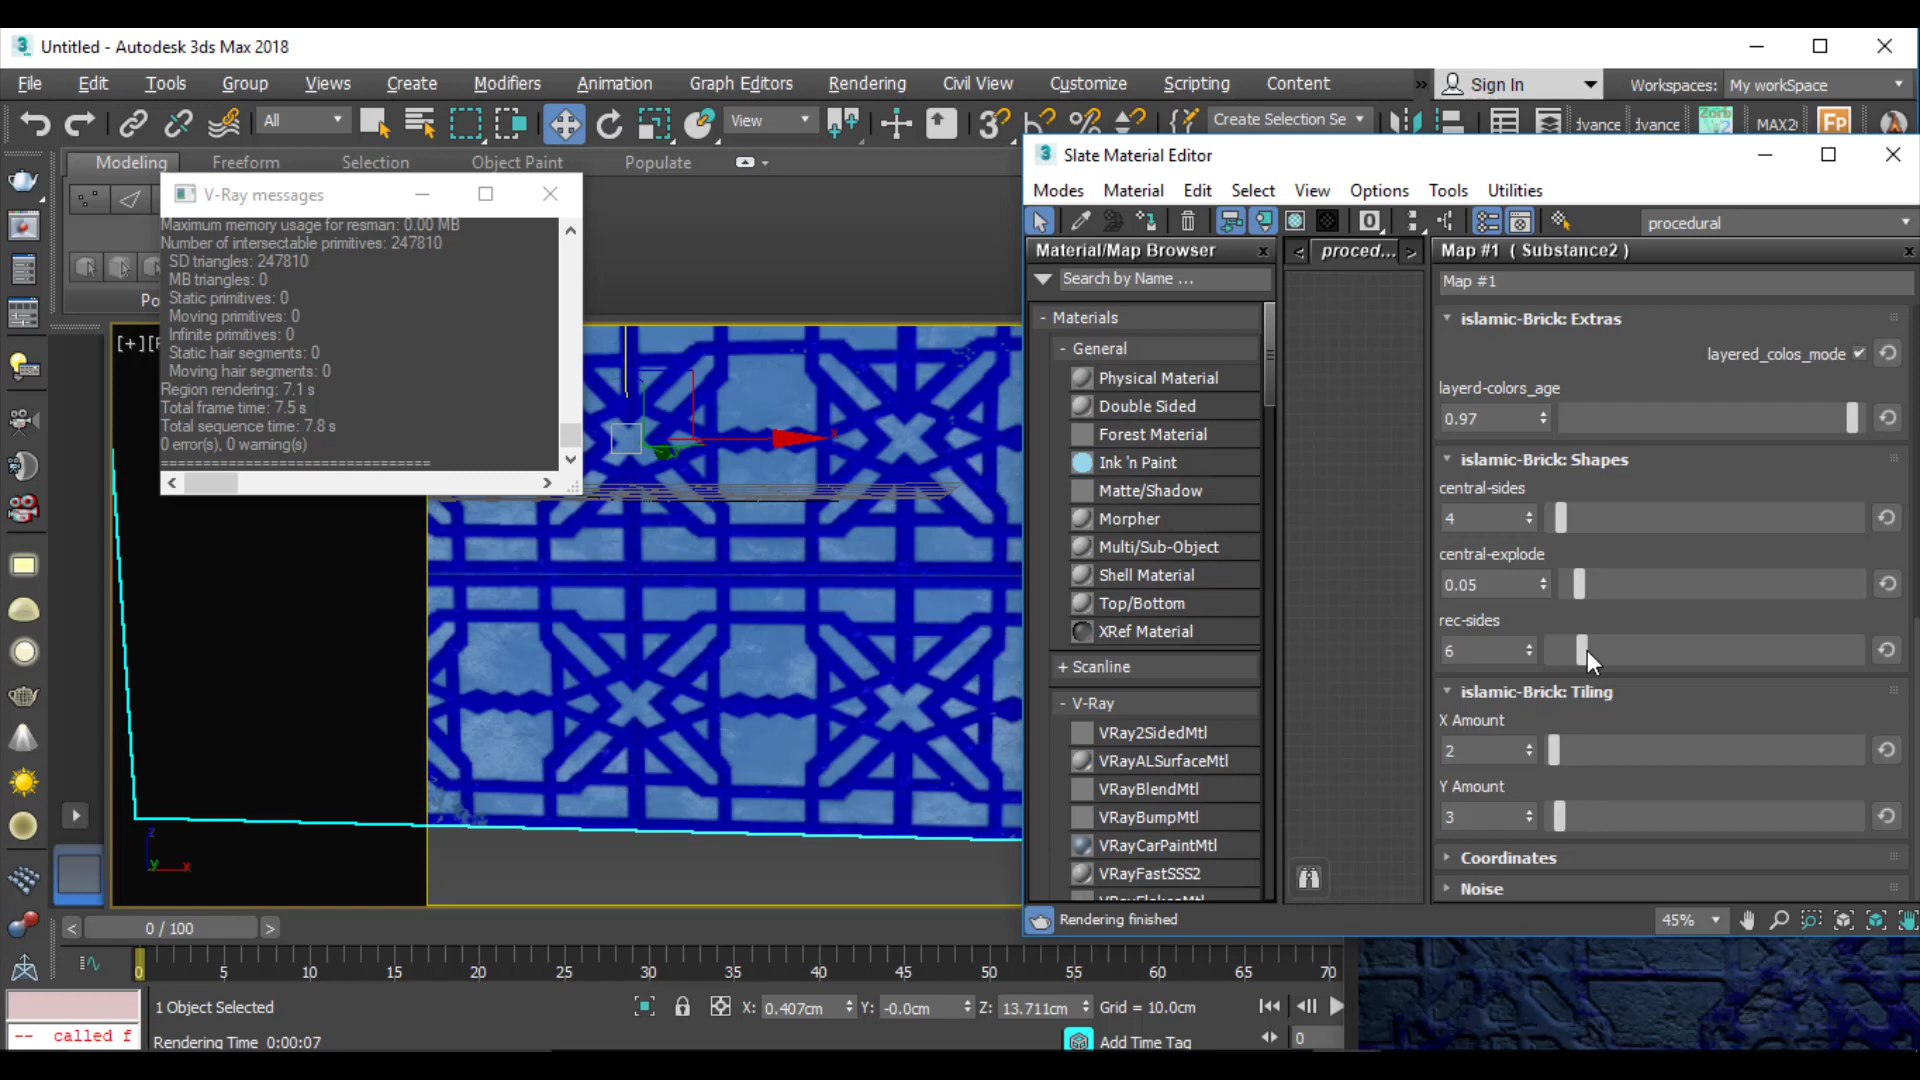 Untitled - Autodesk 3ds Max 2018
File Edit Tools Group Views Create Modifiers Animation Graph Editors Rendering Civil View Customize Scripting Content » Sign In Workspaces: My workSpace
All View Create Selection Se MAX2
Modeling Freeform Selection Object Paint Populate
V-Ray messages
Maximum memory usage for resman: 0.00 MB
Number of intersectable primitives: 247810
SD triangles: 247810
MB triangles: 0
Static primitives: 0
Moving primitives: 0
Infinite primitives: 0
Static hair segments: 0
Moving hair segments: 0
Region rendering: 7.1 s
Total frame time: 7.5 s
Total sequence time: 7.8 s
0 error(s), 0 warning(s)
==============================
[+]
Slate Material Editor
Modes Material Edit Select View Options Tools Utilities
procedural
Material/Map Browser
Search by Name ...
- Materials
- General
Physical Material
Double Sided
Forest Material
Ink 'n Paint
Matte/Shadow
Morpher
Multi/Sub-Object
Shell Material
Top/Bottom
XRef Material
+ Scanline
- V-Ray
VRay2SidedMtl
VRayALSurfaceMtl
VRayBlendMtl
VRayBumpMtl
VRayCarPaintMtl
VRayFastSSS2
proced...
Map #1 ( Substance2 )
Map #1
islamic-Brick: Extras
layered_colos_mode
layerd-colors_age
0.97
islamic-Brick: Shapes
central-sides
4
central-explode
0.05
rec-sides
6
islamic-Brick: Tiling
X Amount
2
Y Amount
3
Coordinates
Noise
Rendering finished
45%
0 / 100
0 5 10 15 20 25 30 35 40 45 50 55 60 65 70
1 Object Selected
X: 0.407cm Y: -0.0cm Z: 13.711cm Grid = 10.0cm
-- called f
Rendering Time 0:00:07
Add Time Tag
0